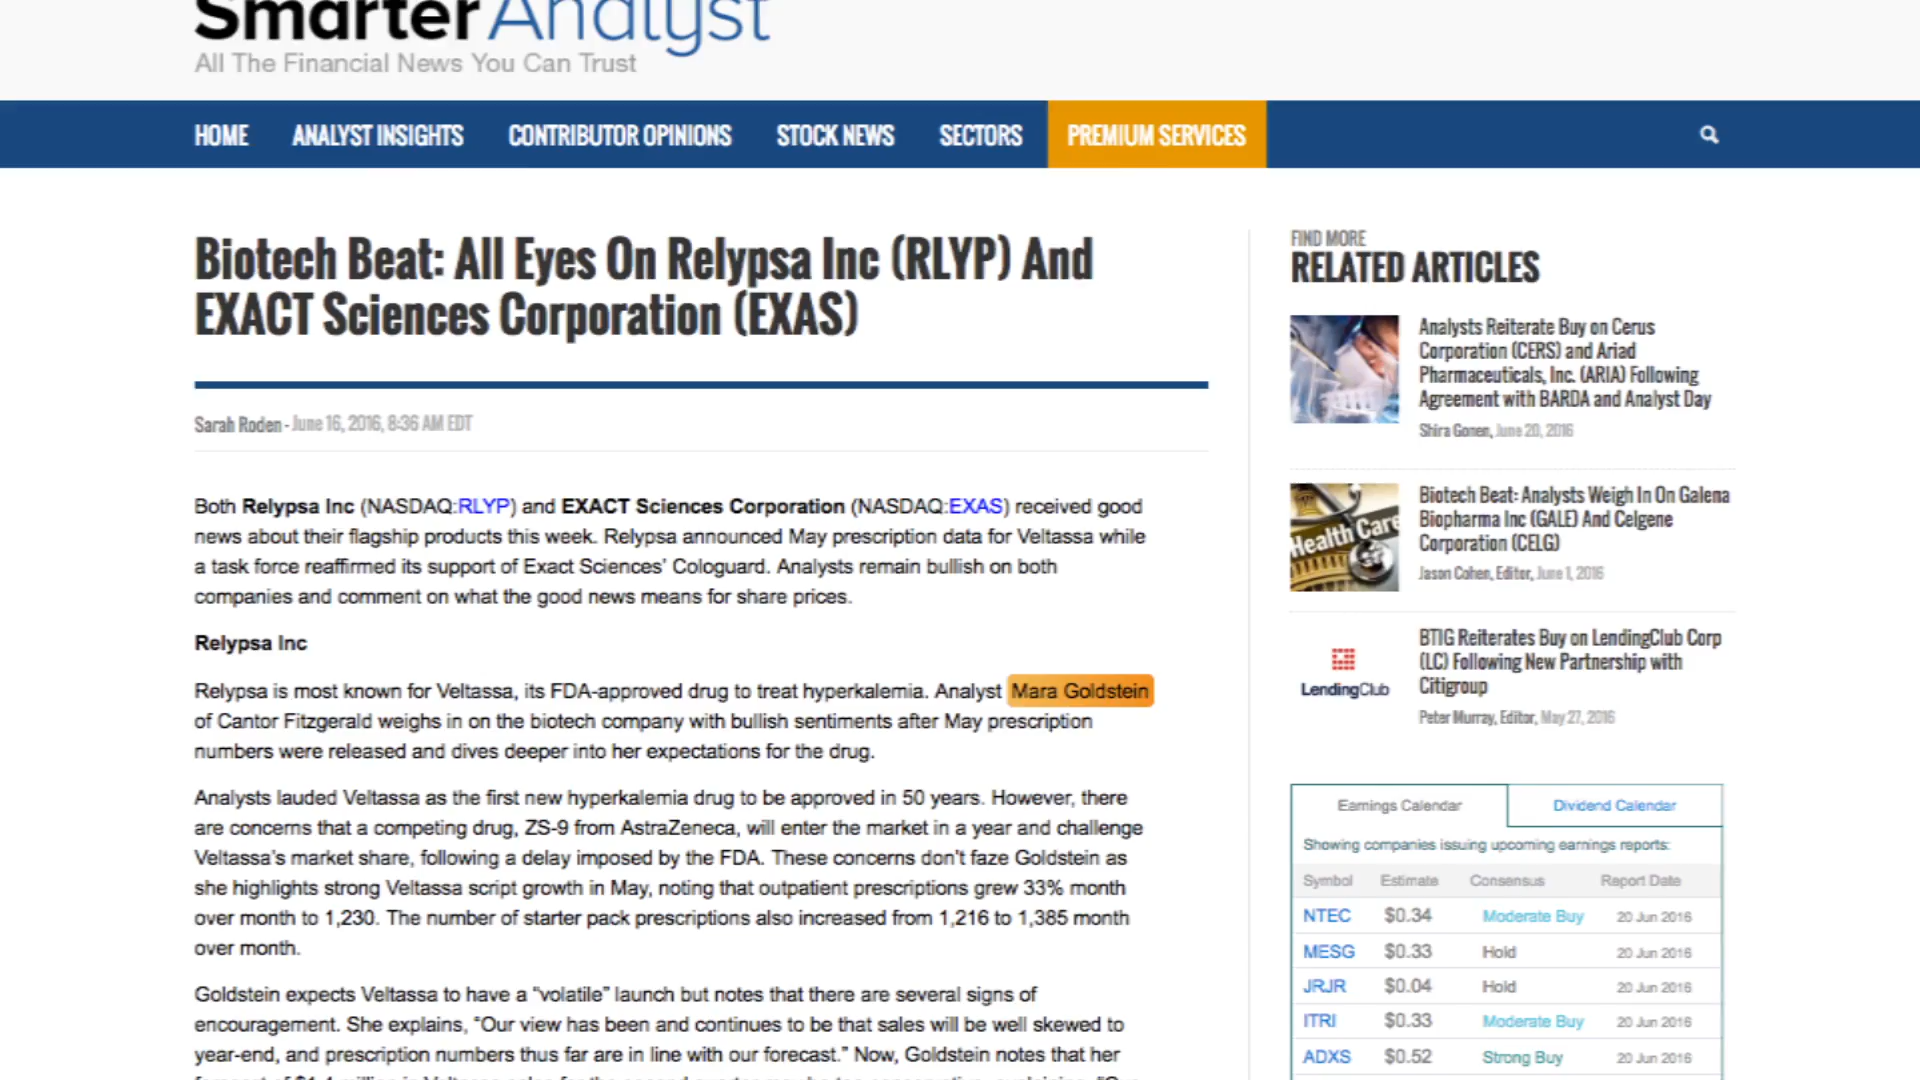 SmarterAnalyst
All The Financial News You Can Trust
HOME ANALYST INSIGHTS CONTRIBUTOR OPINIONS STOCK NEWS SECTORS PREMIUM SERVICES
Biotech Beat: All Eyes On Relypsa Inc (RLYP) And
EXACT Sciences Corporation (EXAS)
Sarah Roden - June 16, 2016, 8:36 AM EDT
Both Relypsa Inc (NASDAQ:RLYP) and EXACT Sciences Corporation (NASDAQ:EXAS) received good
news about their flagship products this week. Relypsa announced May prescription data for Veltassa while
a task force reaffirmed its support of Exact Sciences’ Cologuard. Analysts remain bullish on both
companies and comment on what the good news means for share prices.
Relypsa Inc
Relypsa is most known for Veltassa, its FDA-approved drug to treat hyperkalemia. Analyst Mara Goldstein
of Cantor Fitzgerald weighs in on the biotech company with bullish sentiments after May prescription
numbers were released and dives deeper into her expectations for the drug.
Analysts lauded Veltassa as the first new hyperkalemia drug to be approved in 50 years. However, there
are concerns that a competing drug, ZS-9 from AstraZeneca, will enter the market in a year and challenge
Veltassa’s market share, following a delay imposed by the FDA. These concerns don’t faze Goldstein as
she highlights strong Veltassa script growth in May, noting that outpatient prescriptions grew 33% month
over month to 1,230. The number of starter pack prescriptions also increased from 1,216 to 1,385 month
over month.
Goldstein expects Veltassa to have a “volatile” launch but notes that there are several signs of
encouragement. She explains, “Our view has been and continues to be that sales will be well skewed to
year-end, and prescription numbers thus far are in line with our forecast.” Now, Goldstein notes that her
FIND MORE
RELATED ARTICLES
Analysts Reiterate Buy on Cerus
Corporation (CERS) and Ariad
Pharmaceuticals, Inc. (ARIA) Following
Agreement with BARDA and Analyst Day
Shira Gonen, June 20, 2016
Health Care
Biotech Beat: Analysts Weigh In On Galena
Biopharma Inc (GALE) And Celgene
Corporation (CELG)
Jason Cohen, Editor, June 1, 2016
LendingClub
BTIG Reiterates Buy on LendingClub Corp
(LC) Following New Partnership with
Citigroup
Peter Murray, Editor, May 27, 2016
Earnings Calendar Dividend Calendar
Showing companies issuing upcoming earnings reports:
Symbol Estimate Consensus Report Date
NTEC $0.34 Moderate Buy 20 Jun 2016
MESG $0.33 Hold 20 Jun 2016
JRJR $0.04 Hold 20 Jun 2016
ITRI $0.33 Moderate Buy 20 Jun 2016
ADXS $0.52 Strong Buy 20 Jun 2016